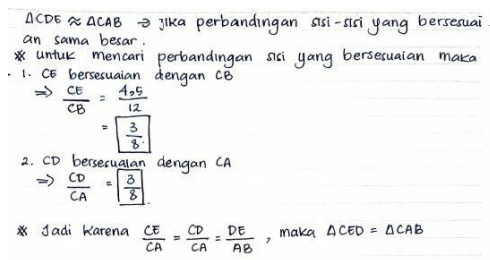 ΔCDE ≈ ΔCAB → Jika perbandingan sisi-sisi yang bersesuai
an sama besar.
* Untuk mencari perbandingan sisi yang bersesuaian maka
1. CE bersesuaian dengan CB
⇒ CE/CB = 4,5/12
= 3/8.
2. CD bersesuaian dengan CA
⇒ CD/CA = 3/8.
* Jadi karena CE/CA = CD/CA = DE/AB, maka ΔCED = ΔCAB